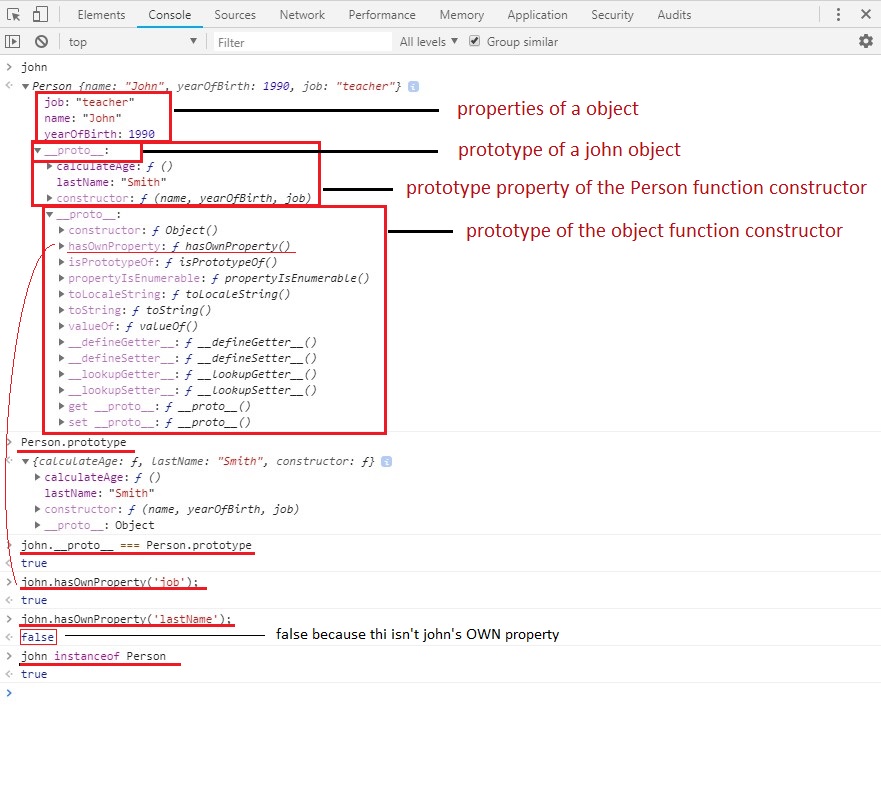 Elements Console Sources Network Performance Memory Application Security Audits
top Filter All levels Group similar
john
Person {name: "John", yearOfBirth: 1990, job: "teacher"}
job: "teacher"
name: "John"
properties of a object
yearOfBirth: 1990
__proto__:
prototype of a john object
calculateAge: ƒ ()
lastName: "Smith"
prototype property of the Person function constructor
constructor: ƒ (name, yearOfBirth, job)
__proto__:
constructor: ƒ Object()
prototype of the object function constructor
hasOwnProperty: ƒ hasOwnProperty()
isPrototypeOf: ƒ isPrototypeOf()
propertyIsEnumerable: ƒ propertyIsEnumerable()
toLocaleString: ƒ toLocaleString()
toString: ƒ toString()
valueOf: ƒ valueOf()
__defineGetter__: ƒ __defineGetter__()
__defineSetter__: ƒ __defineSetter__()
__lookupGetter__: ƒ __lookupGetter__()
__lookupSetter__: ƒ __lookupSetter__()
get __proto__: ƒ __proto__()
set __proto__: ƒ __proto__()
Person.prototype
{calculateAge: ƒ, lastName: "Smith", constructor: ƒ}
calculateAge: ƒ ()
lastName: "Smith"
constructor: ƒ (name, yearOfBirth, job)
__proto__: Object
john.__proto__ === Person.prototype
true
john.hasOwnProperty('job');
true
john.hasOwnProperty('lastName');
false
false because thi isn't john's OWN property
john instanceof Person
true